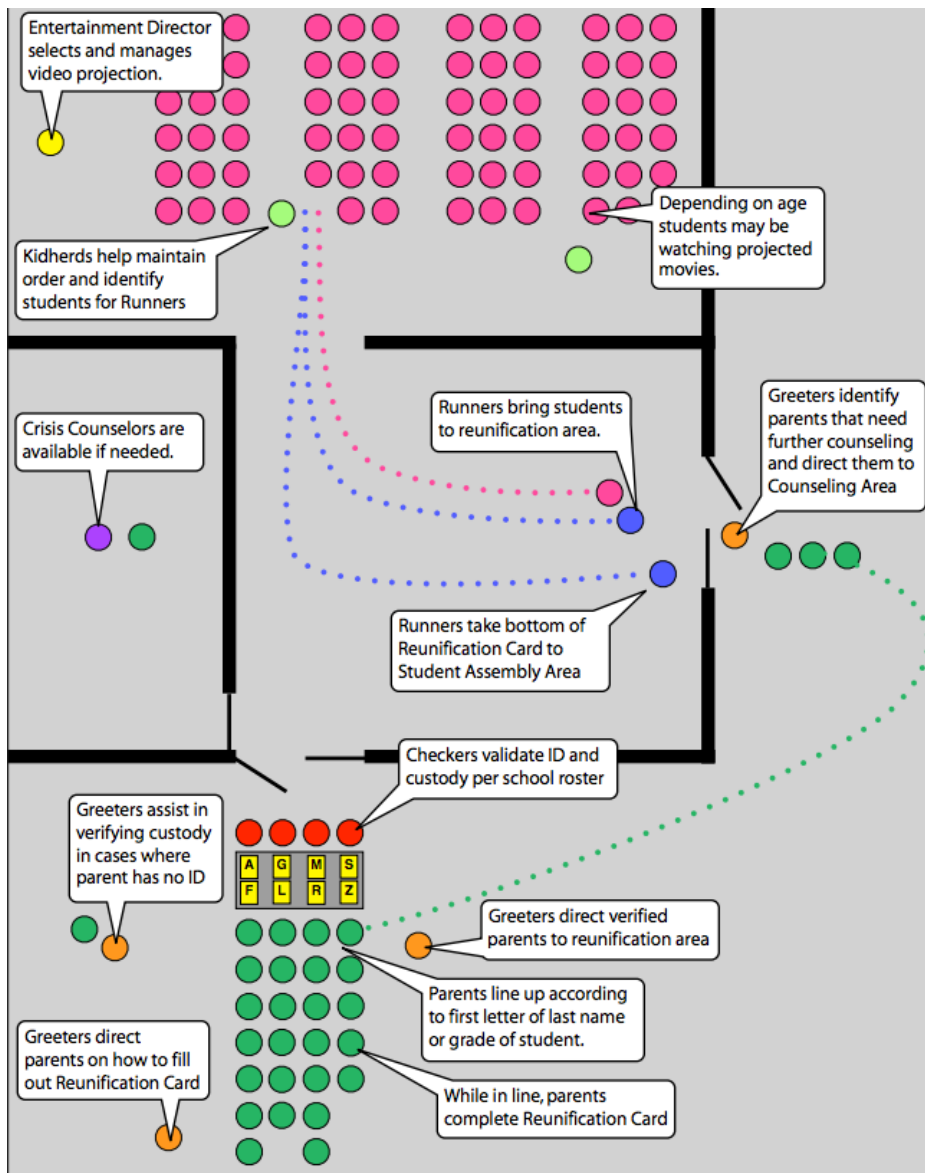 Entertainment Director
selects and manages
video projection.
Kidherds help maintain
order and identify
students for Runners
Depending on age
students may be
watching projected
movies.
Crisis Counselors are
available if needed.
Runners bring students
to reunification area.
Greeters identify
parents that need
further counseling
and direct them to
Counseling Area
Runners take bottom of
Reunification Card to
Student Assembly Area
Checkers validate ID and
custody per school roster
Greeters assist in
verifying custody
in cases where
parent has no ID
A G M S
F L R Z
Greeters direct verified
parents to reunification area
Parents line up according
to first letter of last name
or grade of student.
Greeters direct
parents on how to fill
out Reunification Card
While in line, parents
complete Reunification Card